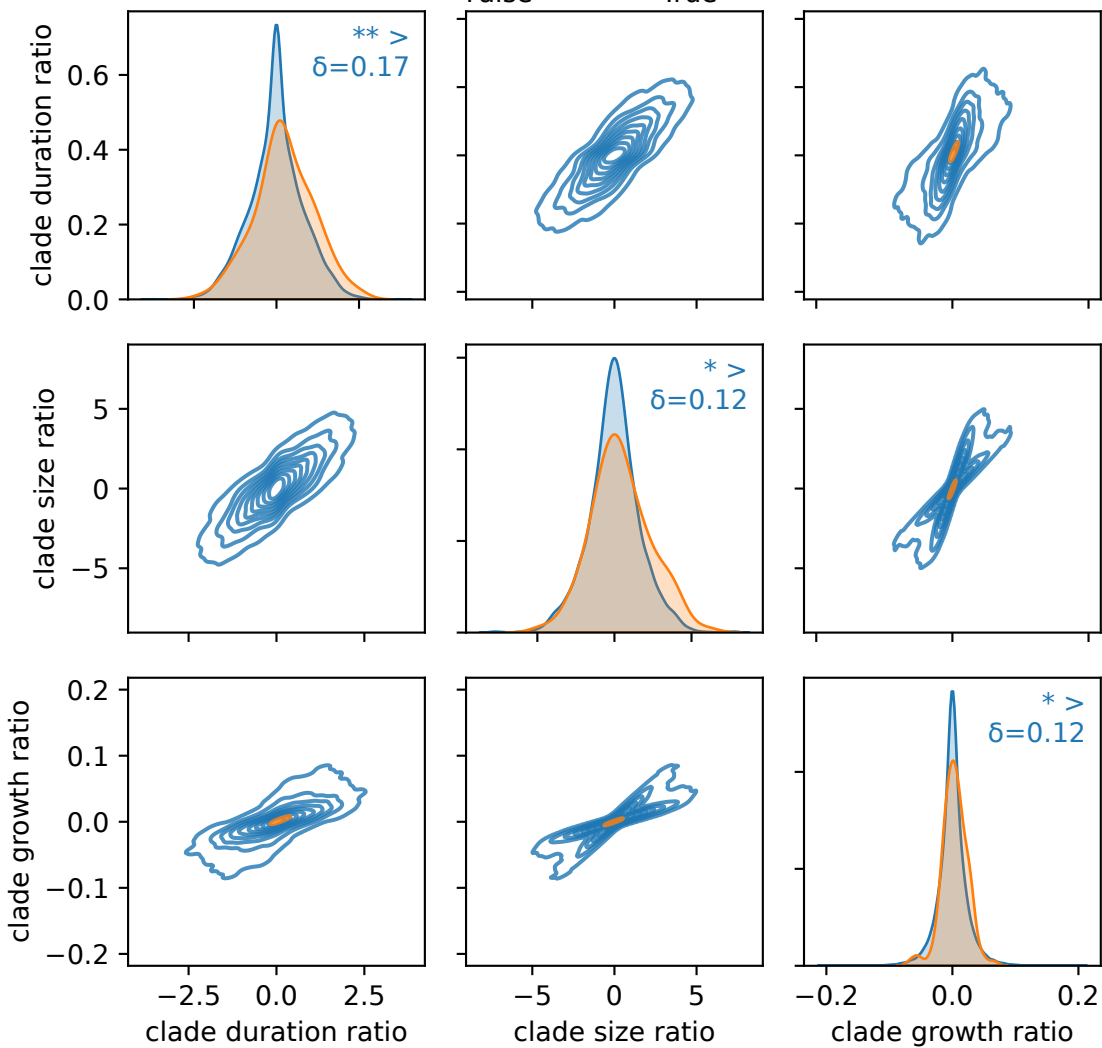 False True
clade duration ratio
0.6
0.4
0.2
0.0
** >
δ=0.17
clade size ratio
5
0
−5
* >
δ=0.12
clade growth ratio
0.2
0.1
0.0
−0.1
−0.2
* >
δ=0.12
−2.5 0.0 2.5
−5 0 5
−0.2 0.0 0.2
clade duration ratio
clade size ratio
clade growth ratio